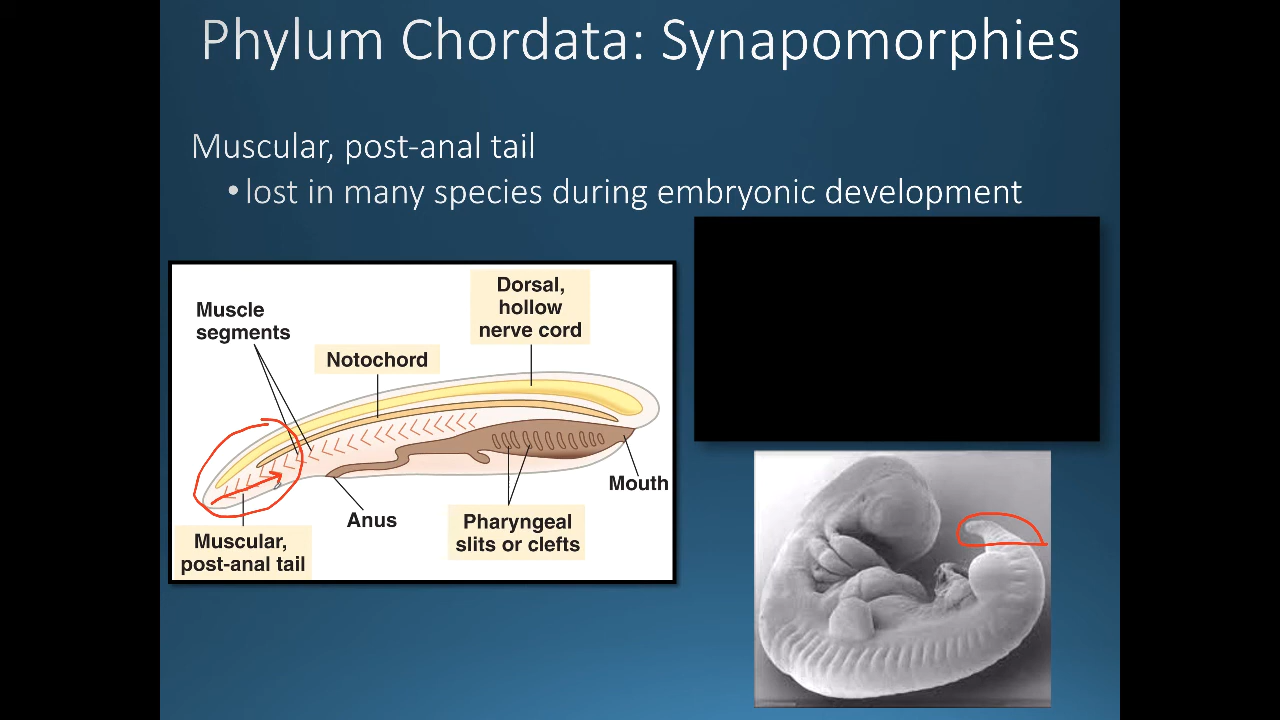 Phylum Chordata: Synapomorphies
Muscular, post-anal tail
• lost in many species during embryonic development
Dorsal,
hollow
nerve cord
Muscle
segments
Notochord
Mouth
Anus
Pharyngeal
slits or clefts
Muscular,
post-anal tail